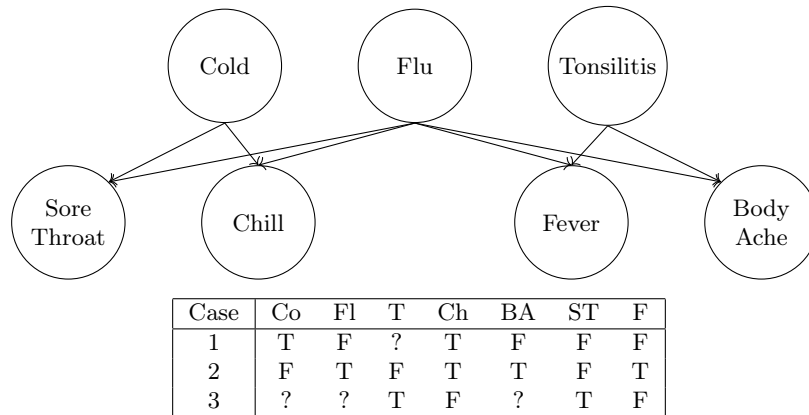 Cold Flu Tonsilitis
Sore Throat Chill Fever Body Ache
Case Co Fl T Ch BA ST F
1 T F ? T F F F
2 F T F T T F T
3 ? ? T F ? T F